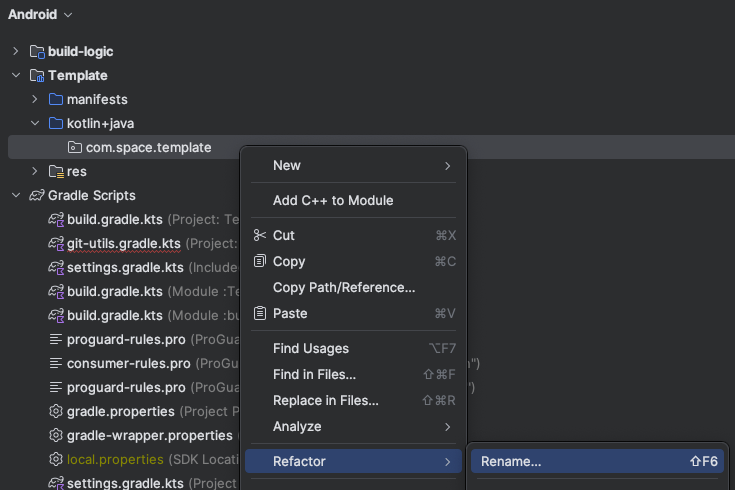 Android
build-logic
Template
manifests
kotlin+java
com.space.template
res
Gradle Scripts
build.gradle.kts (Project: Te
git-utils.gradle.kts (Project:
settings.gradle.kts (Include
build.gradle.kts (Module :Te
build.gradle.kts (Module :bu
proguard-rules.pro (ProGua
consumer-rules.pro (ProGu
proguard-rules.pro (ProGua
gradle.properties (Project P
gradle-wrapper.properties (
local.properties (SDK Locati
settings.gradle.kts (Project
New
Add C++ to Module
Cut ⌘X
Copy ⌘C
Copy Path/Reference...
Paste ⌘V
Find Usages ⌥F7
Find in Files... ⇧⌘F
Replace in Files... ⇧⌘R
Analyze
Refactor
Rename... ⇧F6